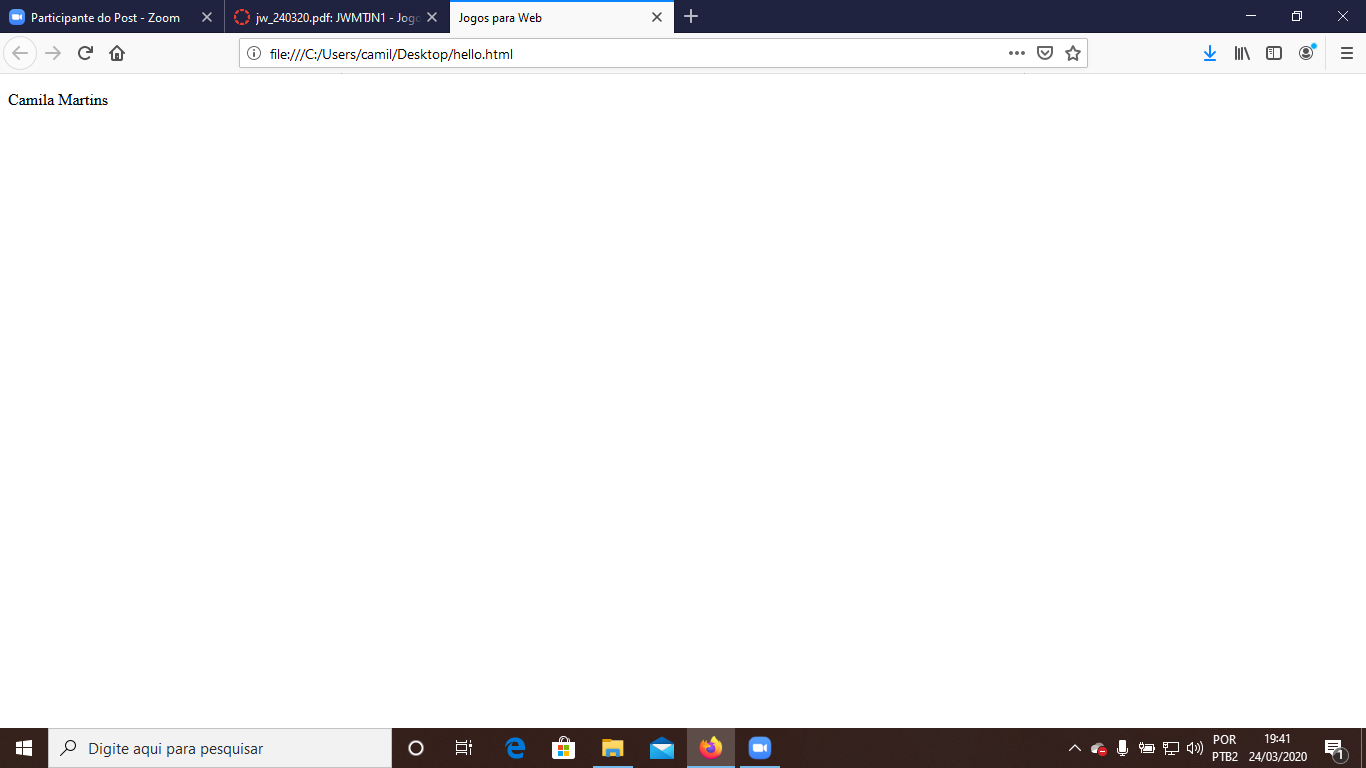 Participante do Post - Zoom
jw_240320.pdf: JWMTJN1 - Jogo
Jogos para Web
file:///C:/Users/camil/Desktop/hello.html
Camila Martins
Digite aqui para pesquisar
POR
PTB2
19:41
24/03/2020
1